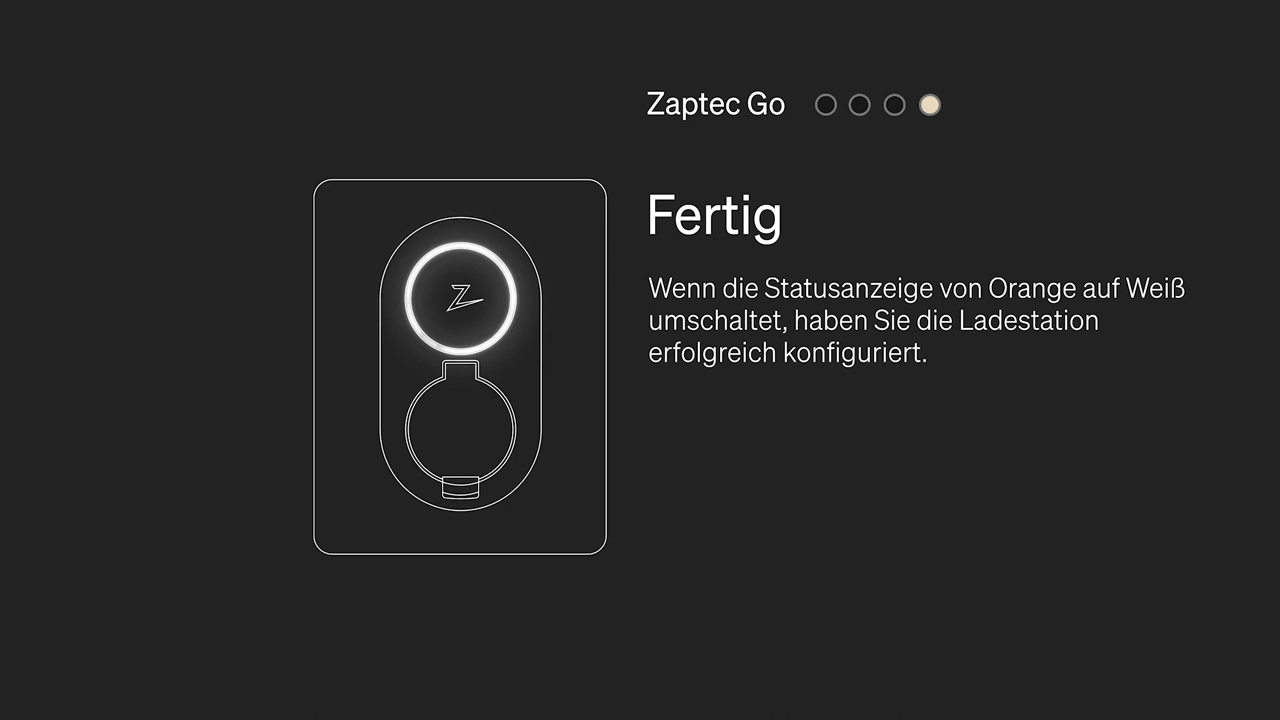 Zaptec Go
Fertig
Wenn die Statusanzeige von Orange auf Weiß
umschaltet, haben Sie die Ladestation
erfolgreich konfiguriert.